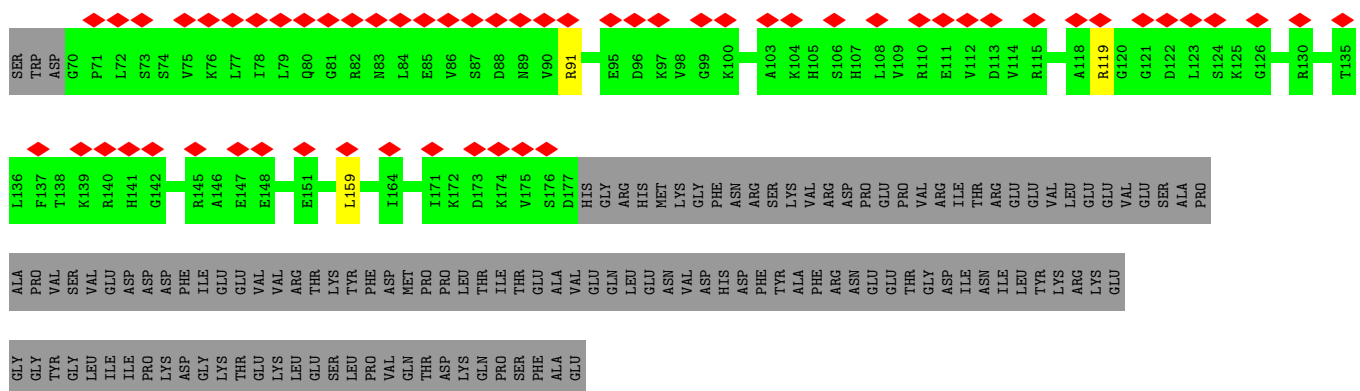 SER TRP ASP G70 P71 L72 S73 S74 V75 K76 L77 I78 L79 Q80 G81 R82 N83 L84 E85 V86 S87 D88 N89 V90 R91 E95 D96 K97 V98 G99 K100 A103 K104 H105 S106 H107 L108 V109 R110 E111 V112 D113 V114 R115 A118 R119 G120 G121 D122 L123 S124 K125 G126 R130 T135
L136 F137 T138 K139 R140 H141 G142 R145 A146 E147 E148 E151 L159 I164 I171 K172 D173 K174 V175 S176 D177 HIS GLY ARG HIS MET LYS GLY PHE ASN ARG SER LYS VAL ARG ASP PRO GLU PRO VAL ARG ILE THR ARG GLU GLU VAL LEU GLU GLU VAL GLU SER ALA PRO
ALA PRO VAL SER VAL GLU ASP ASP ASP PHE ILE GLU GLU VAL VAL ARG THR LYS TYR PHE ASP MET PRO PRO LEU THR ILE THR GLU ALA VAL GLU GLN LEU GLU ASN VAL ASP HIS ASP PHE TYR ALA PHE ARG ASN GLU GLU THR GLY ASP ILE ASN ILE LEU TYR LYS ARG LYS GLU
GLY GLY TYR GLY LEU ILE ILE PRO LYS ASP GLY LYS THR GLU LYS LEU GLU SER LEU PRO VAL GLN THR ASP LYS GLN PRO SER PHE ALA GLU